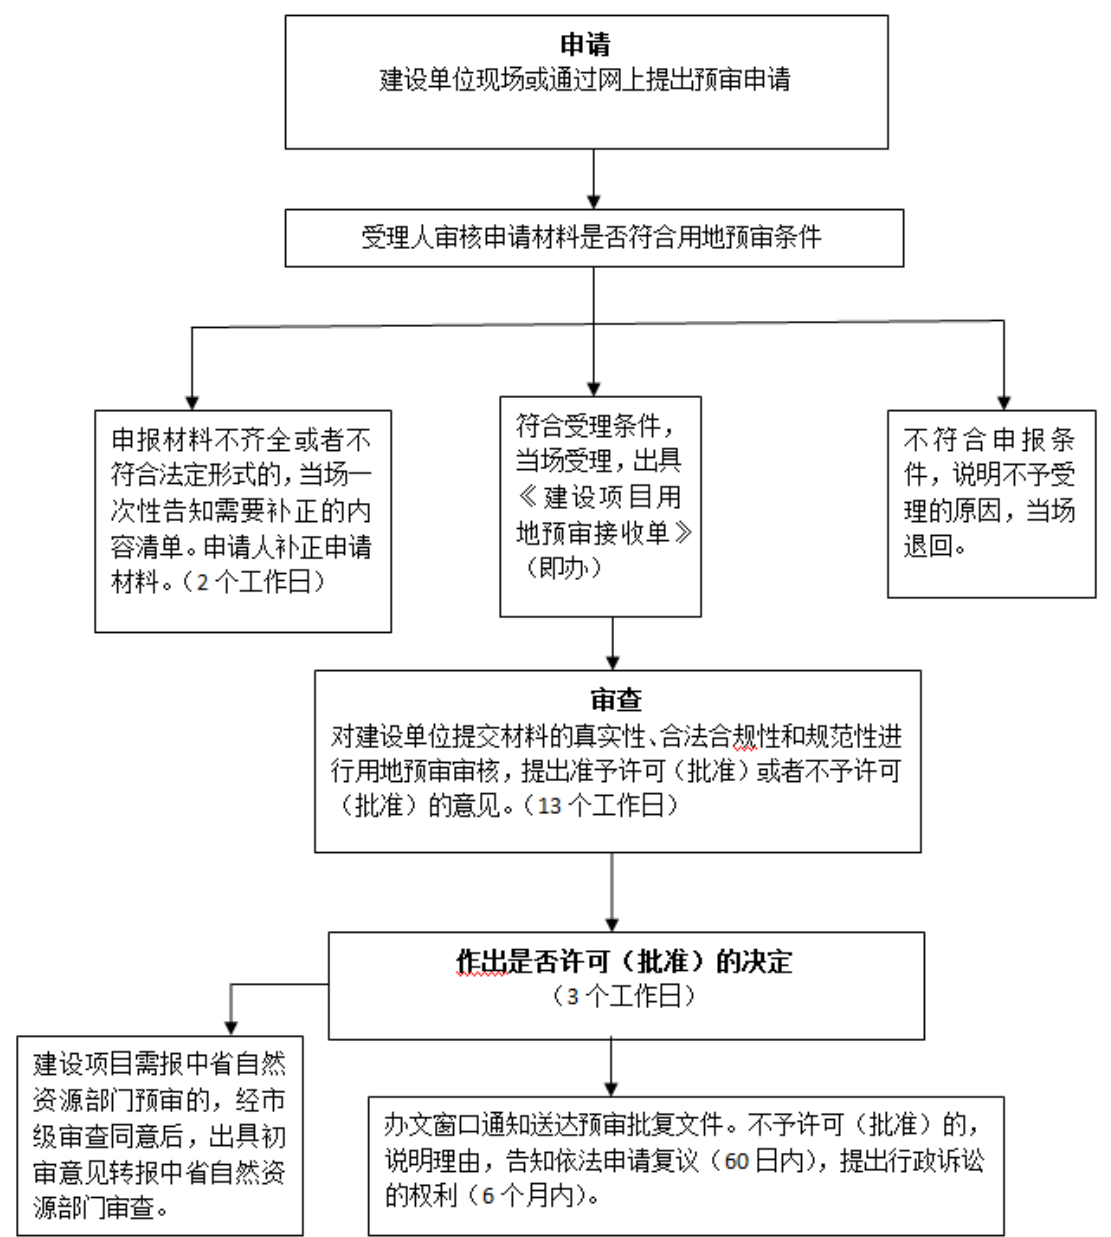 申请
建设单位现场或通过网上提出预审申请
受理人审核申请材料是否符合用地预审条件
申报材料不齐全或者不
符合法定形式的，当场一
次性告知需要补正的内
容清单。申请人补正申请
材料。（2 个工作日）
符合受理条件，
当场受理，出具
《建设项目用
地预审接收单》
（即办）
不符合申报条
件，说明不予受
理的原因，当场
退回。
审查
对建设单位提交材料的真实性、合法合规性和规范性进
行用地预审审核，提出准予许可（批准）或者不予许可
（批准）的意见。（13 个工作日）
作出是否许可（批准）的决定
（3 个工作日）
建设项目需报中省自然
资源部门预审的，经市
级审查同意后，出具初
审意见转报中省自然资
源部门审查。
办文窗口通知送达预审批复文件。不予许可（批准）的，
说明理由，告知依法申请复议（60 日内），提出行政诉讼
的权利（6 个月内）。